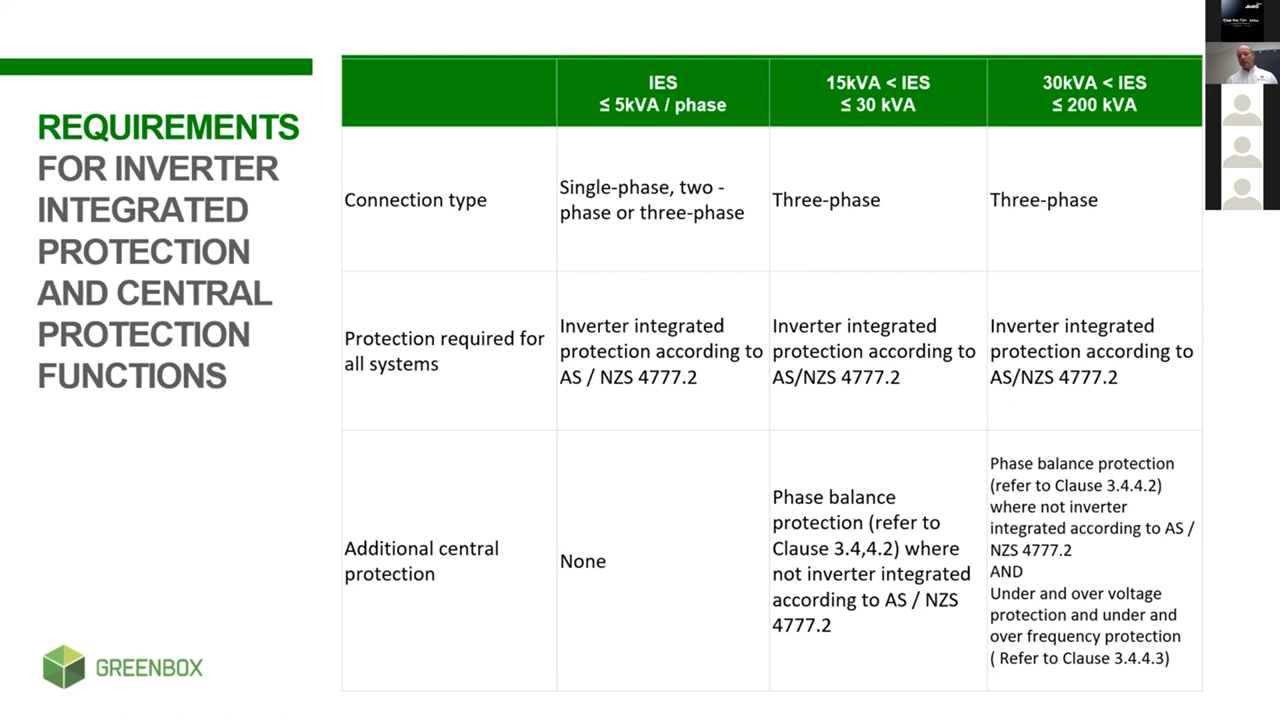 REQUIREMENTS
FOR INVERTER
INTEGRATED
PROTECTION
AND CENTRAL
PROTECTION
FUNCTIONS
IES
≤ 5kVA / phase
15kVA < IES
≤ 30 kVA
30kVA < IES
≤ 200 kVA
Connection type
Single-phase, two -
phase or three-phase
Three-phase
Three-phase
Protection required for
all systems
Inverter integrated
protection according to
AS / NZS 4777.2
Inverter integrated
protection according to
AS/NZS 4777.2
Inverter integrated
protection according to
AS/NZS 4777.2
Additional central
protection
None
Phase balance
protection (refer to
Clause 3.4,4.2) where
not inverter integrated
according to AS / NZS
4777.2
Phase balance protection
(refer to Clause 3.4.4.2)
where not inverter
integrated according to AS /
NZS 4777.2
AND
Under and over voltage
protection and under and
over frequency protection
( Refer to Clause 3.4.4.3)
GREENBOX